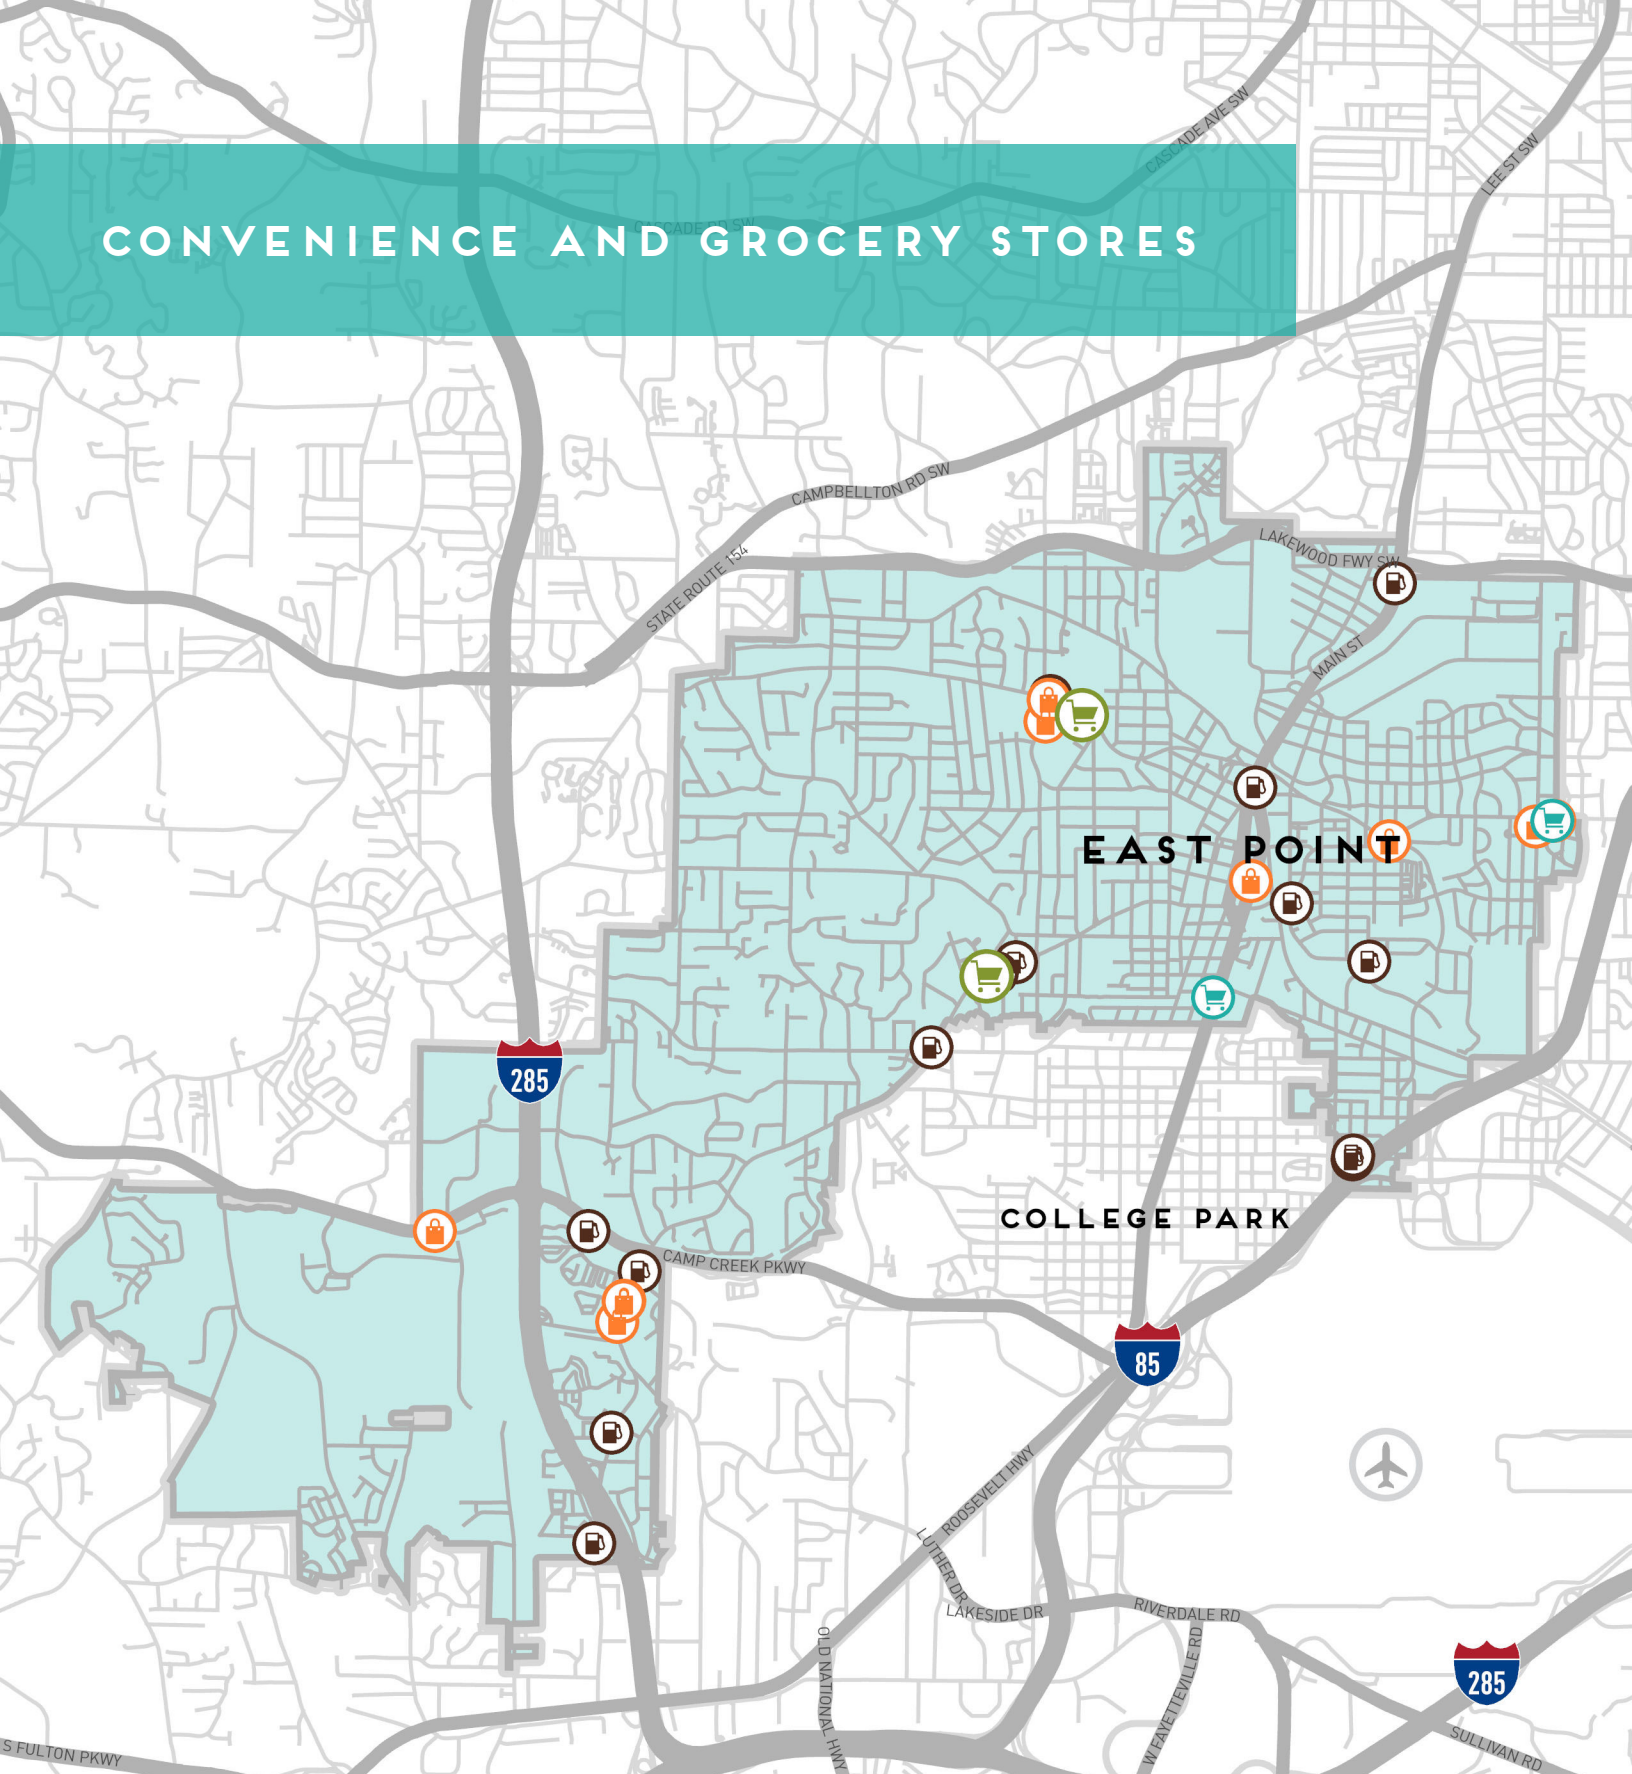 CASCADE AVE SW
LEE ST SW
CASCADE RD SW
CONVENIENCE AND GROCERY STORES
CAMPBELLTON RD SW
STATE ROUTE 154
LAKEWOOD FWY SW
MAIN ST
EAST POINT
285
COLLEGE PARK
CAMP CREEK PKWY
85
ROOSEVELT HWY
LUTHER DR
LAKESIDE DR
RIVERDALE RD
OLD NATIONAL HWY
W FAYETTEVILLE RD
285
SULLIVAN RD
S FULTON PKWY